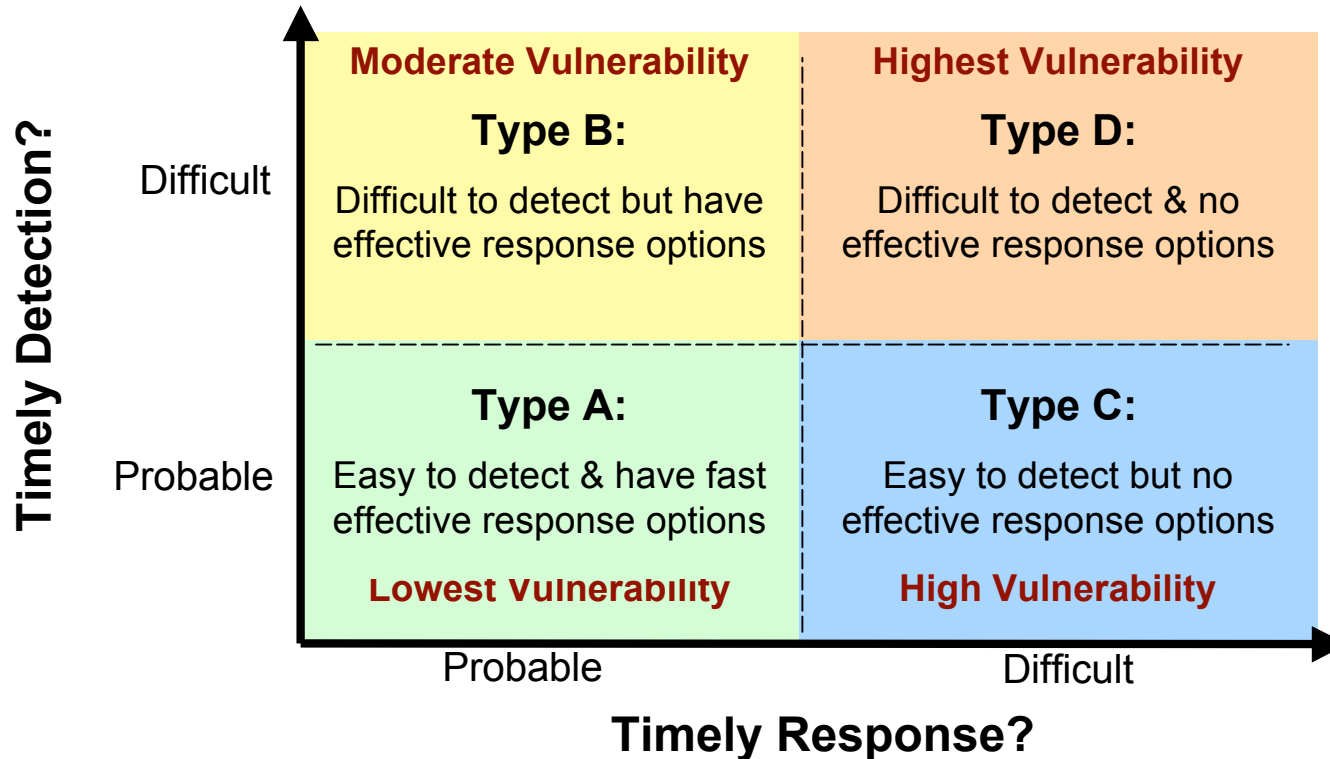 Timely Detection?
Difficult
Probable
Moderate Vulnerability
Type B:
Difficult to detect but have
effective response options
Highest Vulnerability
Type D:
Difficult to detect & no
effective response options
Type A:
Easy to detect & have fast
effective response options
Lowest Vulnerability
Type C:
Easy to detect but no
effective response options
High Vulnerability
Probable
Difficult
Timely Response?